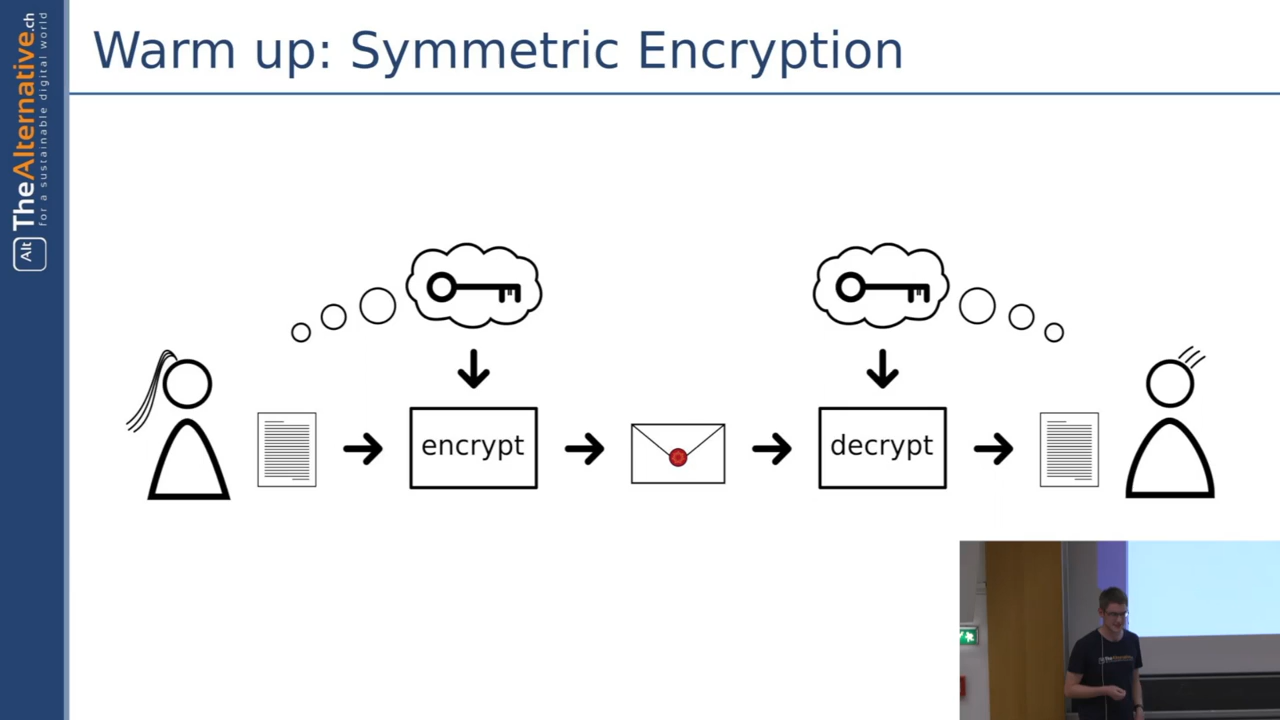 Warm up: Symmetric Encryption
Alt TheAlternative.ch
for a sustainable digital world
encrypt
decrypt